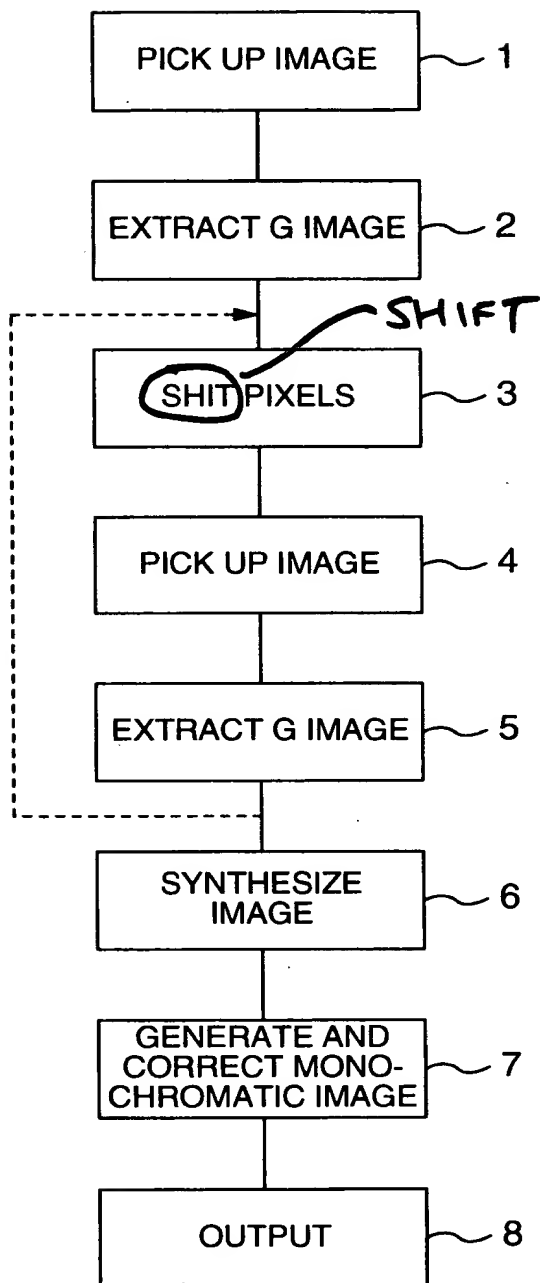 PICK UP IMAGE 1
EXTRACT G IMAGE 2
SHIFT
SHIT PIXELS 3
PICK UP IMAGE 4
EXTRACT G IMAGE 5
SYNTHESIZE
IMAGE 6
GENERATE AND
CORRECT MONO-
CHROMATIC IMAGE 7
OUTPUT 8